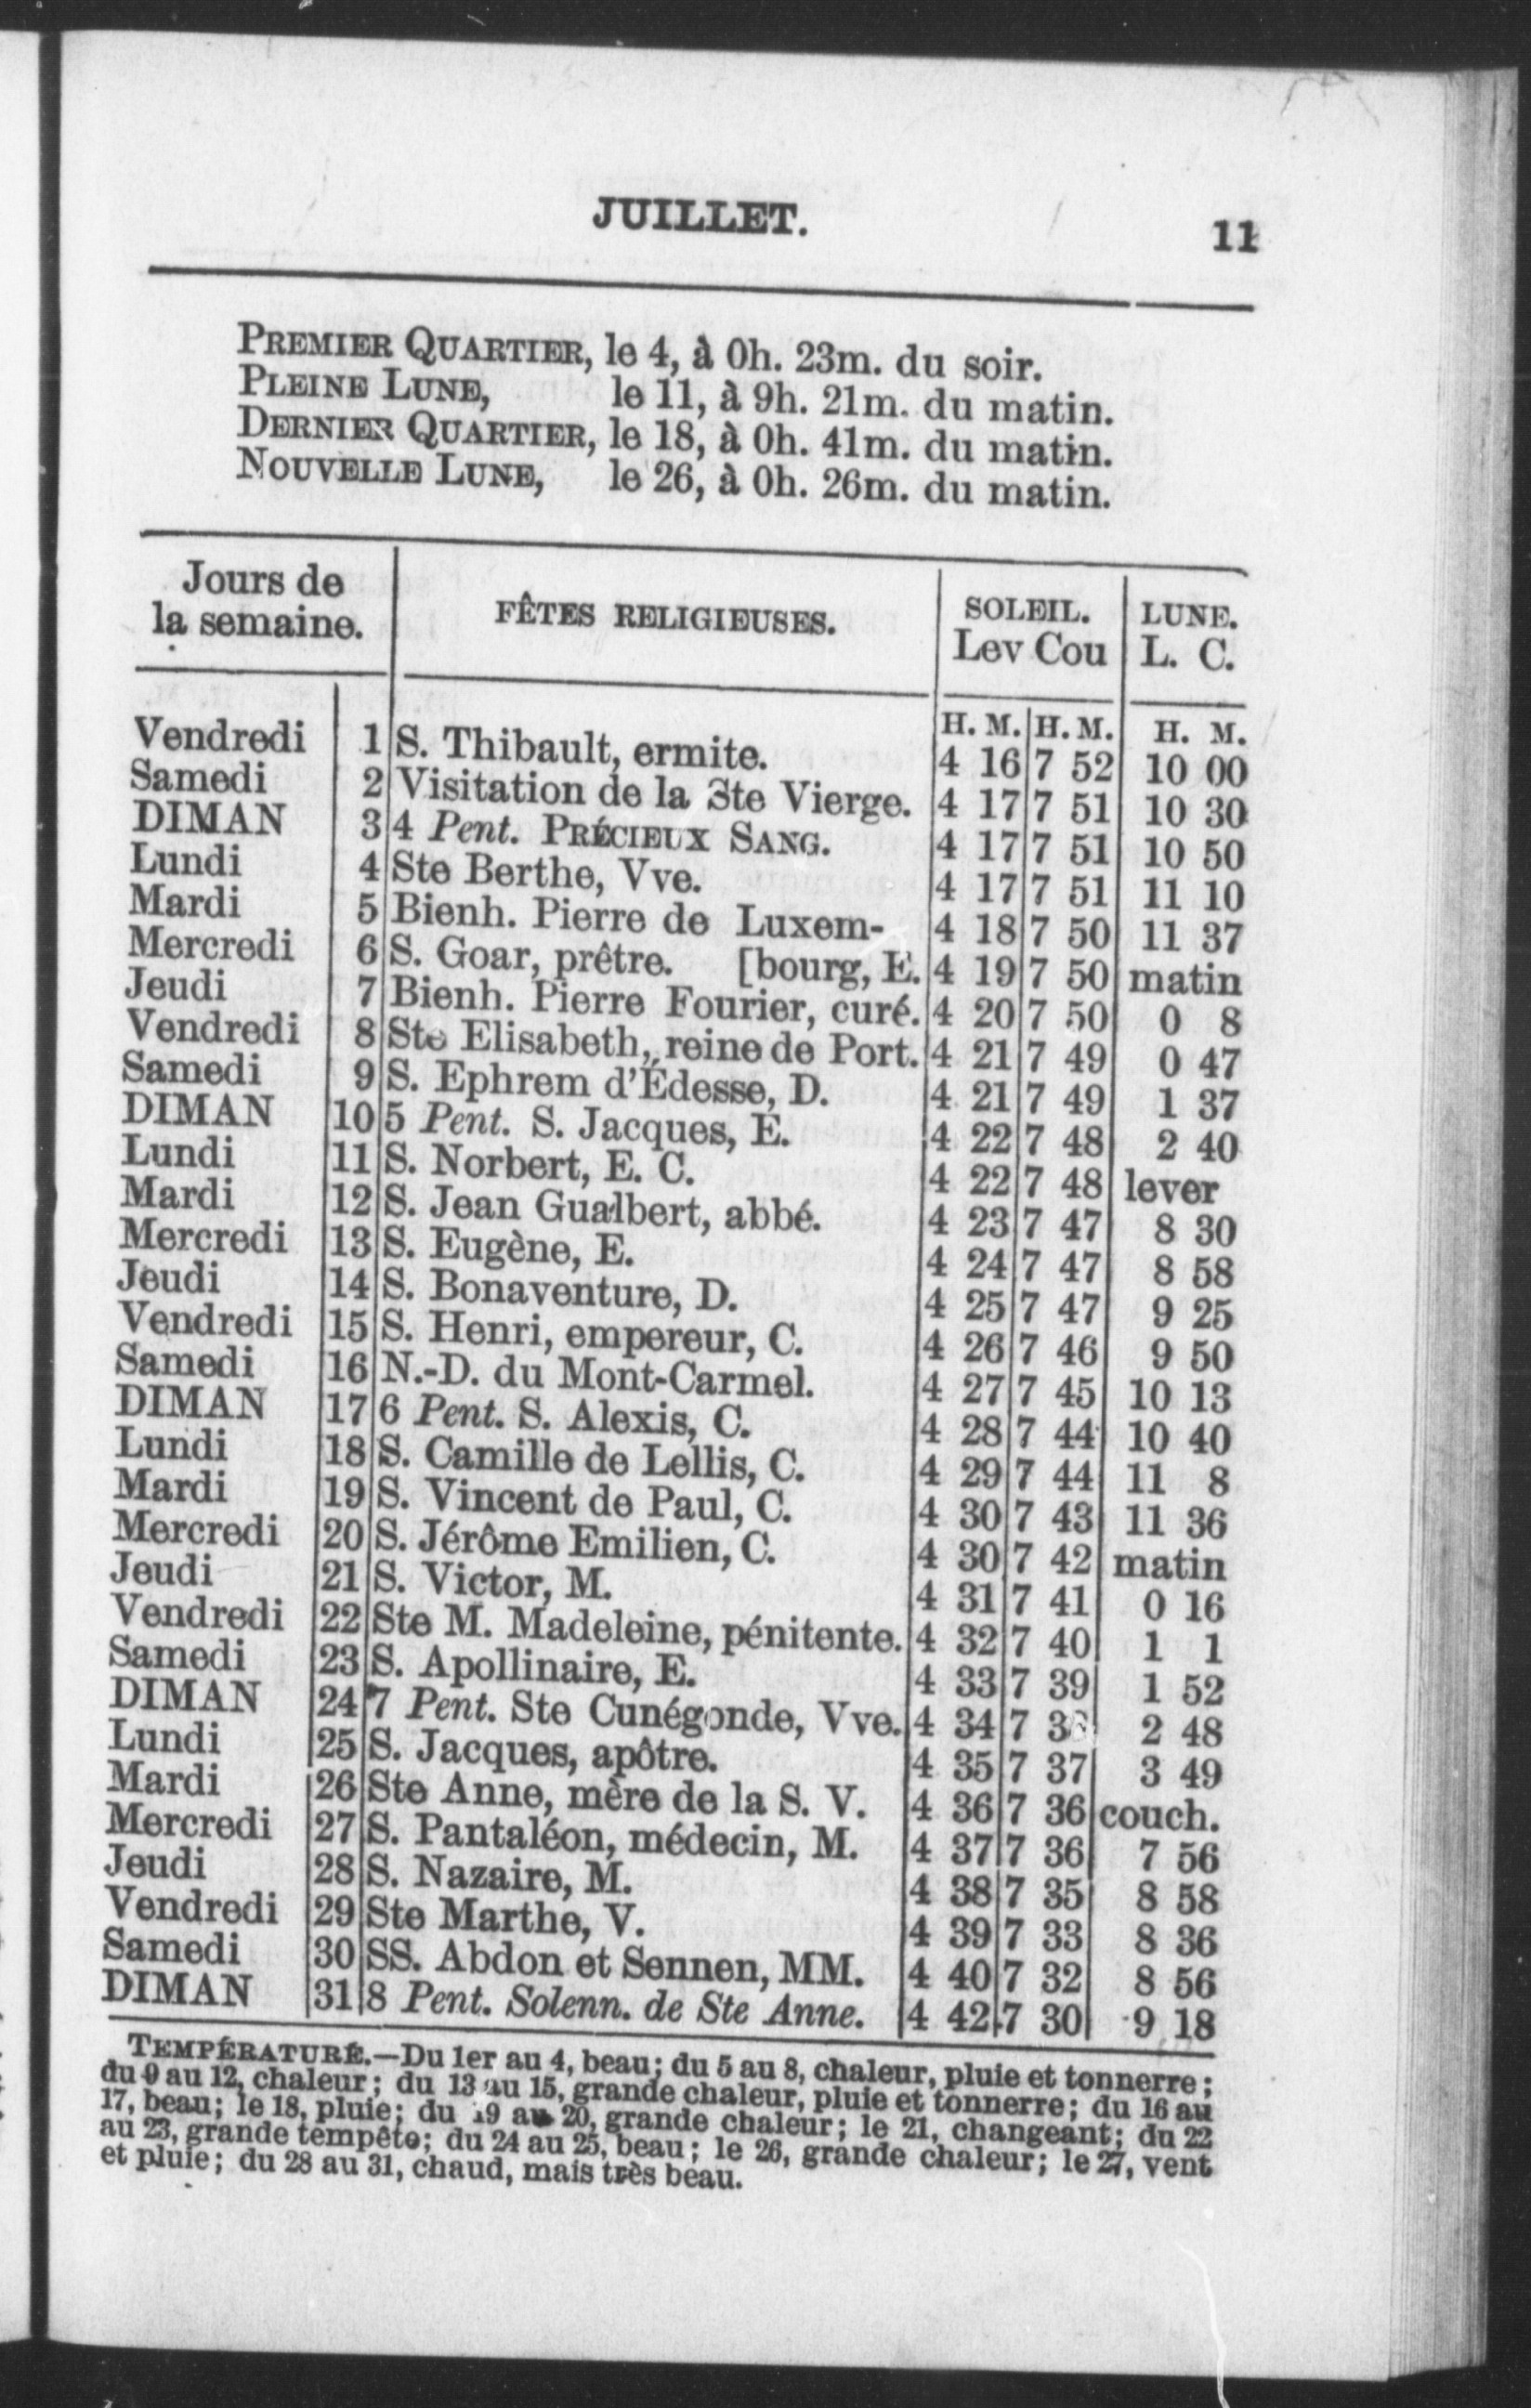 JUILLET. 11
PREMIER QUARTIER, le 4, à 0h. 23m. du soir.
PLEINE LUNE, le 11, à 9h. 21m. du matin.
DERNIER QUARTIER, le 18, à 0h. 41m. du matin.
NOUVELLE LUNE, le 26, à 0h. 26m. du matin.
Jours de la semaine. FÊTES RELIGIEUSES. SOLEIL. LUNE.
Lev Cou L. C.
H. M. H. M. H. M.
Vendredi 1 S. Thibault, ermite. 4 16 7 52 10 00
Samedi 2 Visitation de la Ste Vierge. 4 17 7 51 10 30
DIMAN 3 4 Pent. PRÉCIEUX SANG. 4 17 7 51 10 50
Lundi 4 Ste Berthe, Vve. 4 17 7 51 11 10
Mardi 5 Bienh. Pierre de Luxem- 4 18 7 50 11 37
Mercredi 6 S. Goar, prêtre. [bourg, E. 4 19 7 50 matin
Jeudi 7 Bienh. Pierre Fourier, curé. 4 20 7 50 0 8
Vendredi 8 Ste Elisabeth, reine de Port. 4 21 7 49 0 47
Samedi 9 S. Ephrem d'Édesse, D. 4 21 7 49 1 37
DIMAN 10 5 Pent. S. Jacques, E. 4 22 7 48 2 40
Lundi 11 S. Norbert, E. C. 4 22 7 48 lever
Mardi 12 S. Jean Gualbert, abbé. 4 23 7 47 8 30
Mercredi 13 S. Eugène, E. 4 24 7 47 8 58
Jeudi 14 S. Bonaventure, D. 4 25 7 47 9 25
Vendredi 15 S. Henri, empereur, C. 4 26 7 46 9 50
Samedi 16 N.-D. du Mont-Carmel. 4 27 7 45 10 13
DIMAN 17 6 Pent. S. Alexis, C. 4 28 7 44 10 40
Lundi 18 S. Camille de Lellis, C. 4 29 7 44 11 8
Mardi 19 S. Vincent de Paul, C. 4 30 7 43 11 36
Mercredi 20 S. Jérôme Emilien, C. 4 30 7 42 matin
Jeudi 21 S. Victor, M. 4 31 7 41 0 16
Vendredi 22 Ste M. Madeleine, pénitente. 4 32 7 40 1 1
Samedi 23 S. Apollinaire, E. 4 33 7 39 1 52
DIMAN 24 7 Pent. Ste Cunégonde, Vve. 4 34 7 2 48
Lundi 25 S. Jacques, apôtre. 4 35 7 37 3 49
Mardi 26 Ste Anne, mère de la S. V. 4 36 7 36 couch.
Mercredi 27 S. Pantaléon, médecin, M. 4 37 7 36 7 56
Jeudi 28 S. Nazaire, M. 4 38 7 35 8 58
Vendredi 29 Ste Marthe, V. 4 39 7 33 8 36
Samedi 30 SS. Abdon et Sennen, MM. 4 40 7 32 8 56
DIMAN 31 8 Pent. Solenn. de Ste Anne. 4 42 7 30 9 18
TEMPÉRATURE.—Du 1er au 4, beau; du 5 au 8, chaleur, pluie et tonnerre;
du 9 au 12, chaleur; du 13 au 15, grande chaleur, pluie et tonnerre; du 16 au
17, beau; le 18, pluie; du 19 au 20, grande chaleur; le 21, changeant; du 22
au 23, grande tempête; du 24 au 25, beau; le 26, grande chaleur; le 27, vent
et pluie; du 28 au 31, chaud, mais très beau.